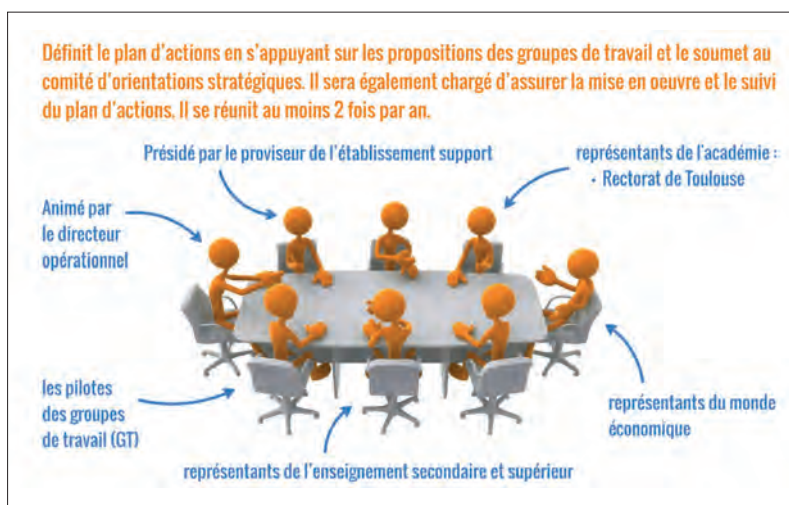 Définit le plan d'actions en s'appuyant sur les propositions des groupes de travail et le soumet au
comité d'orientations stratégiques. Il sera également chargé d'assurer la mise en oeuvre et le suivi
du plan d'actions. Il se réunit au moins 2 fois par an.
Présidé par le proviseur de l'établissement support
représentants de l'académie :
• Rectorat de Toulouse
Animé par
le directeur
opérationnel
les pilotes
des groupes
de travail (GT)
représentants de l'enseignement secondaire et supérieur
représentants du monde
économique